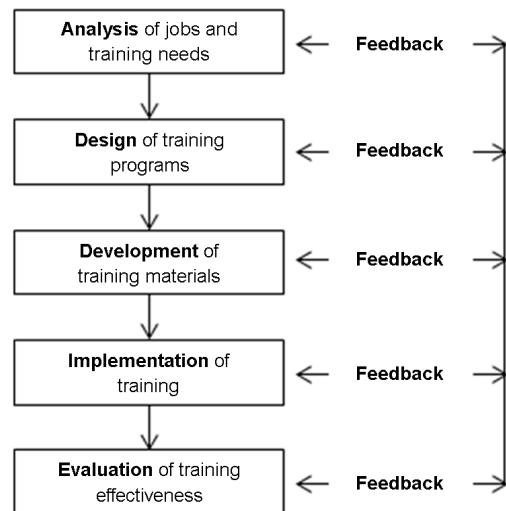 Analysis of jobs and
training needs
Feedback
Design of training
programs
Feedback
Development of
training materials
Feedback
Implementation of
training
Feedback
Evaluation of training
effectiveness
Feedback